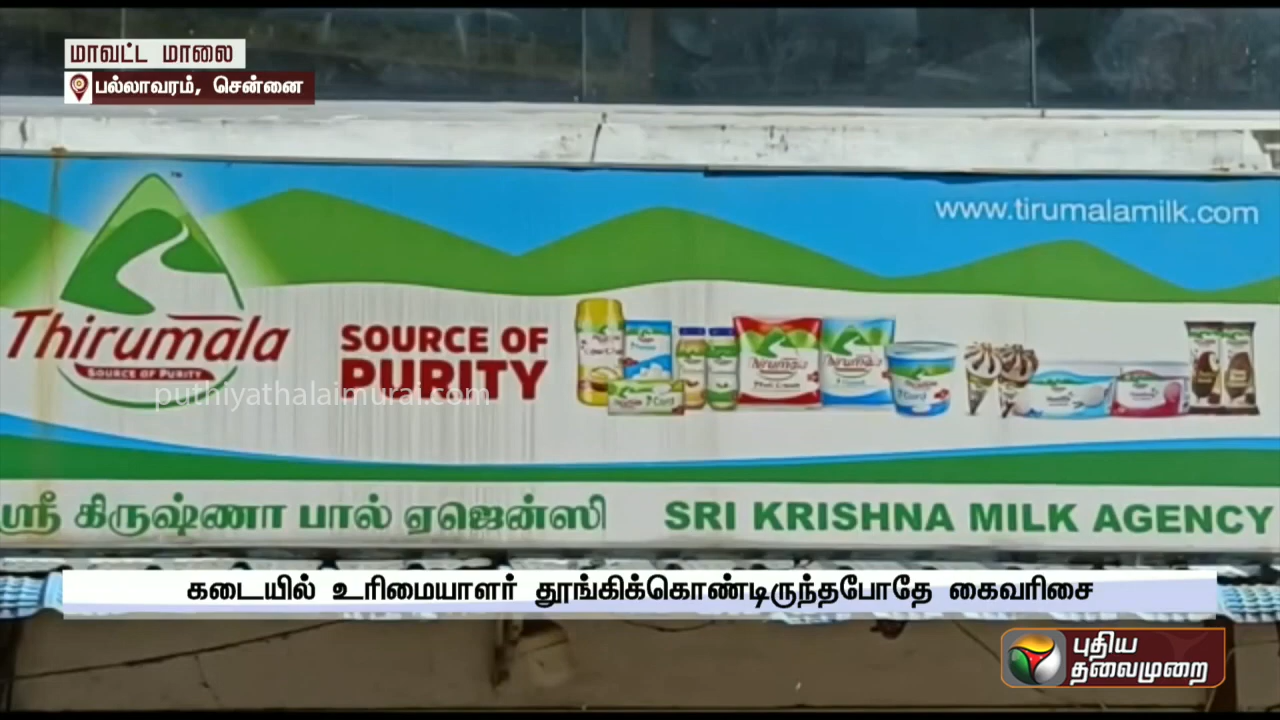 மாவட்ட மாலை
பல்லாவரம், சென்னை
www.tirumalamilk.com
TM
Thirumala
SOURCE OF PURITY
SOURCE OF
PURITY
puthiyathalaimurai.com
ஸ்ரீ கிருஷ்ணா பால் ஏஜென்ஸி SRI KRISHNA MILK AGENCY
கடையில் உரிமையாளர் தூங்கிக்கொண்டிருந்தபோதே கைவரிசை
புதிய
தலைமுறை